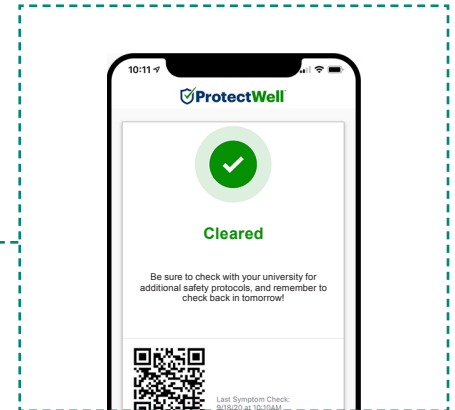 10:11
ProtectWell
Cleared
Be sure to check with your university for
additional safety protocols, and remember to
check back in tomorrow!
Last Symptom Check:
9/18/20 at 10:10AM